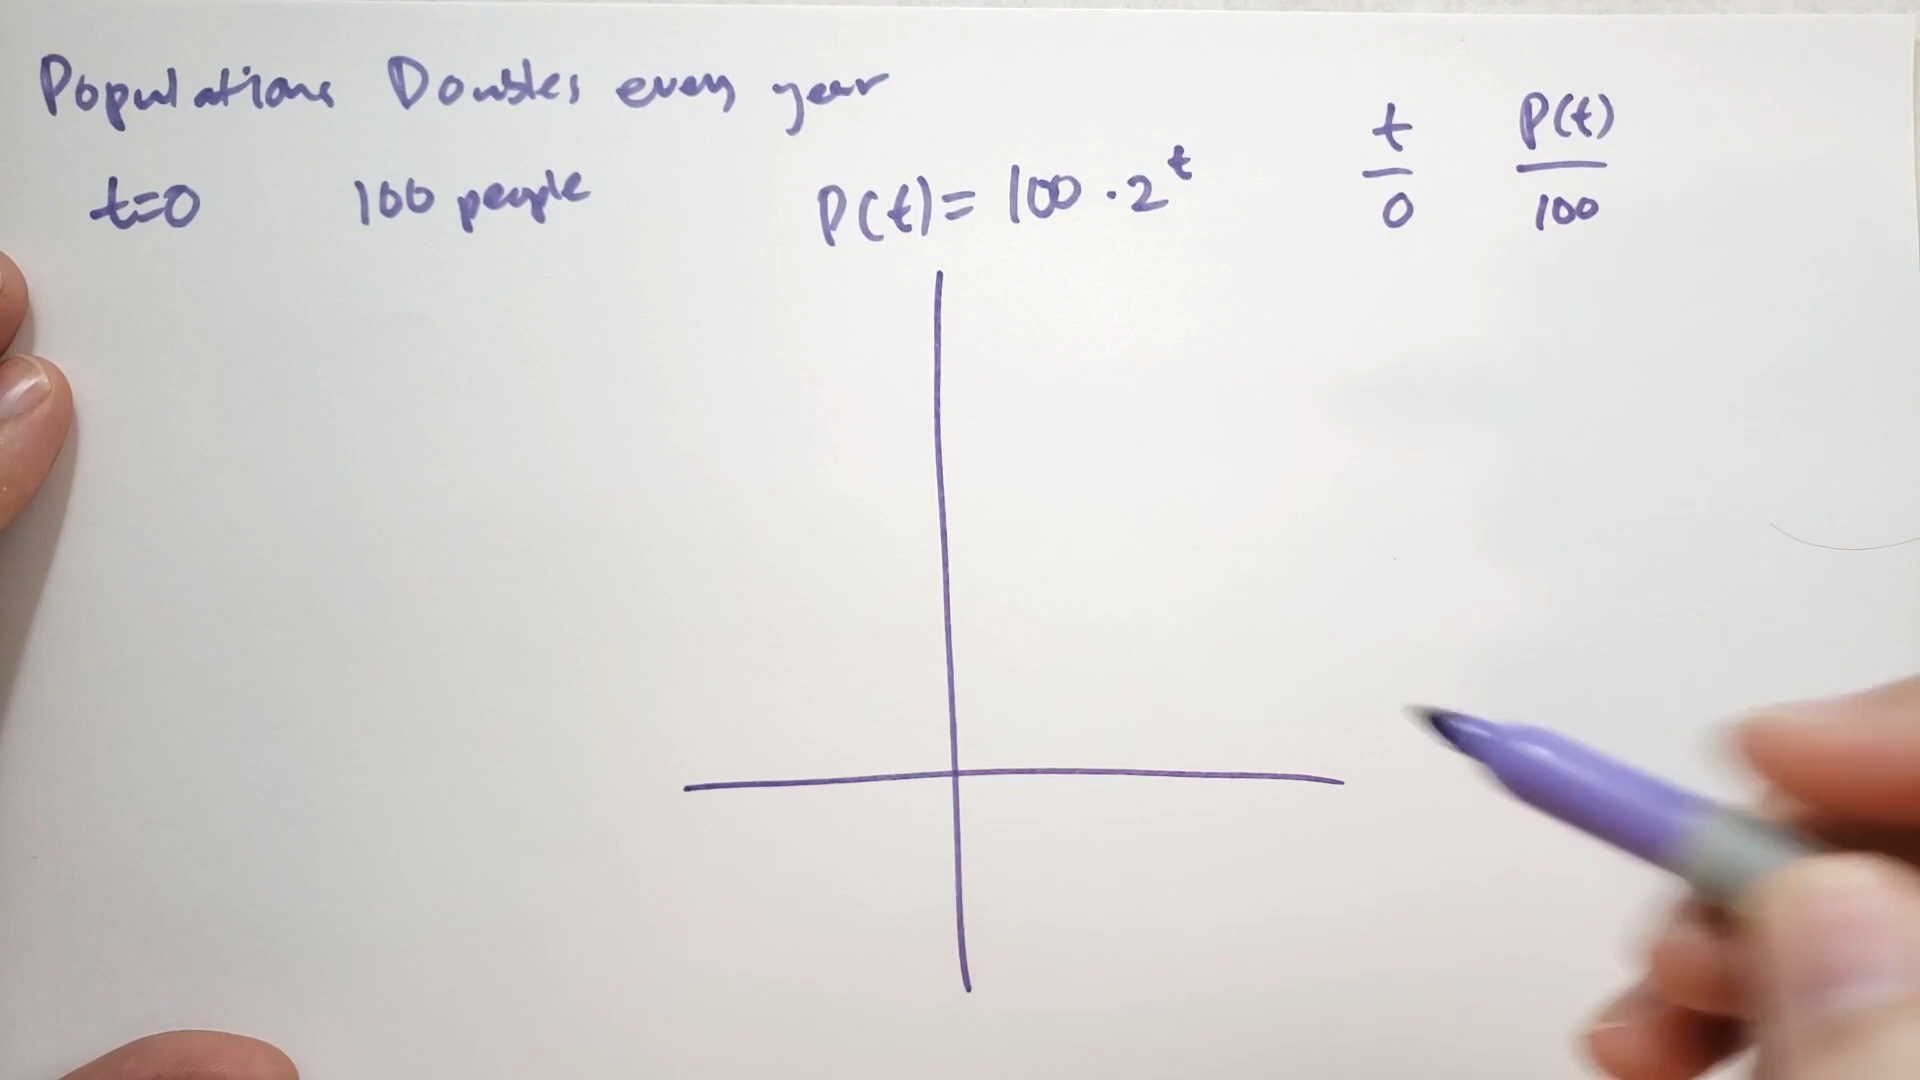 Populations Doubles every year
t=0 100 people P(t)= 100 · 2^t
t P(t)
0 100